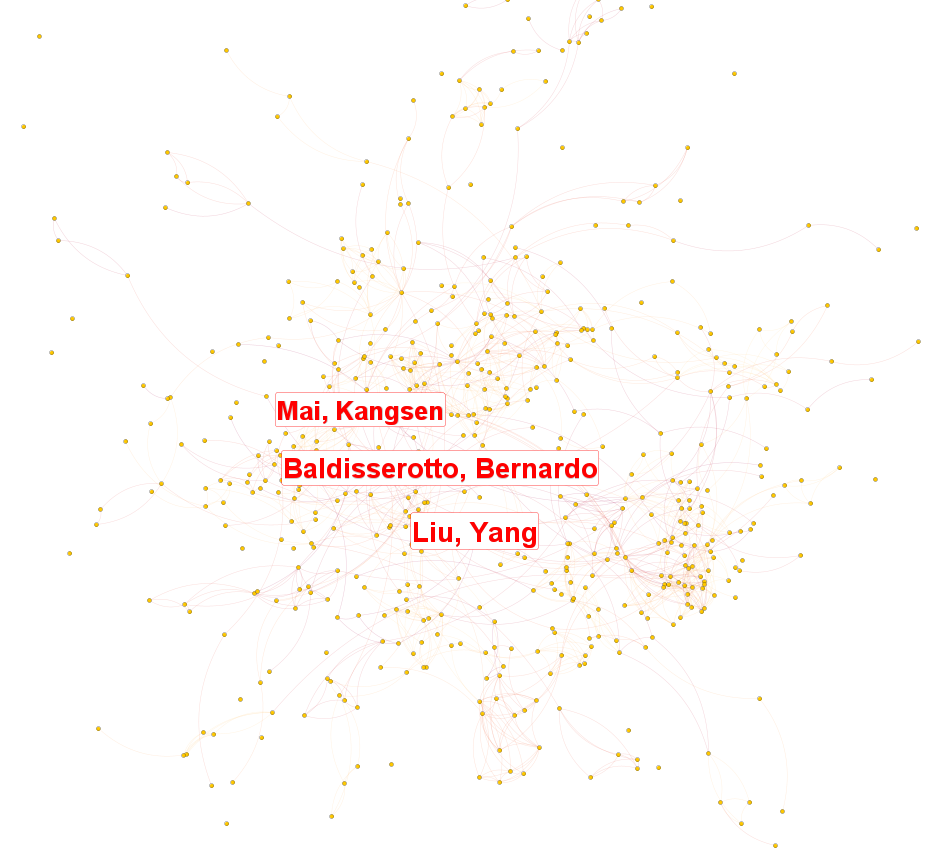 Mai, Kangsen
Baldisserotto, Bernardo
Liu, Yang